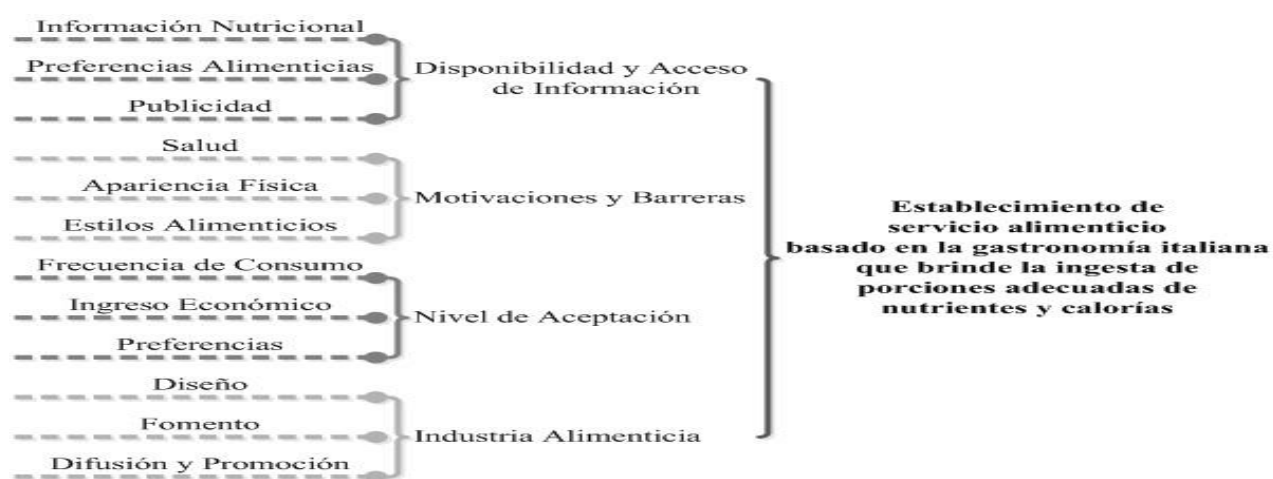 Información Nutricional
Preferencias Alimenticias
Publicidad
Disponibilidad y Acceso
de Información
Salud
Apariencia Física
Estilos Alimenticios
Motivaciones y Barreras
Frecuencia de Consumo
Ingreso Económico
Preferencias
Nivel de Aceptación
Diseño
Fomento
Difusión y Promoción
Industria Alimenticia
Establecimiento de
servicio alimenticio
basado en la gastronomía italiana
que brinde la ingesta de
porciones adecuadas de
nutrientes y calorías